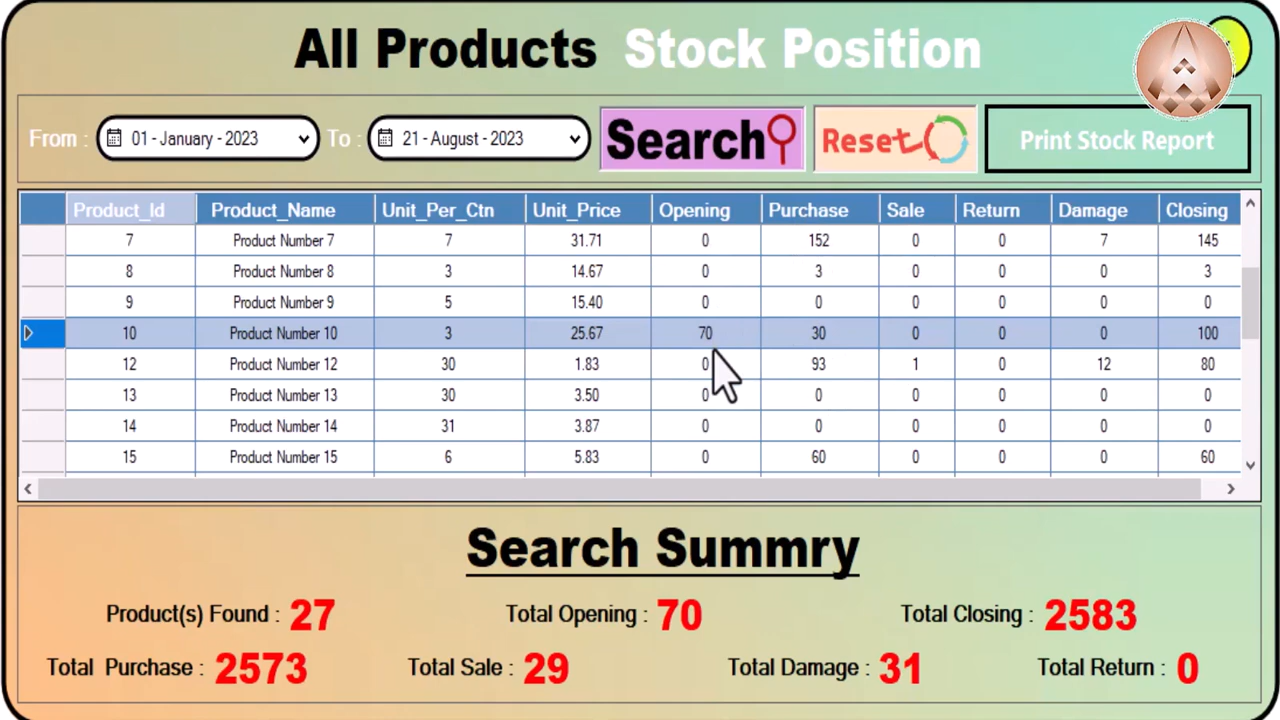 All Products Stock Position
From : 01 - January - 2023 To : 21 - August - 2023 Search Reset Print Stock Report
Product_Id Product_Name Unit_Per_Ctn Unit_Price Opening Purchase Sale Return Damage Closing
7 Product Number 7 7 31.71 0 152 0 0 7 145
8 Product Number 8 3 14.67 0 3 0 0 0 3
9 Product Number 9 5 15.40 0 0 0 0 0 0
10 Product Number 10 3 25.67 70 30 0 0 0 100
12 Product Number 12 30 1.83 0 93 1 0 12 80
13 Product Number 13 30 3.50 0 0 0 0 0 0
14 Product Number 14 31 3.87 0 0 0 0 0 0
15 Product Number 15 6 5.83 0 60 0 0 0 60
Search Summry
Product(s) Found : 27 Total Opening : 70 Total Closing : 2583
Total Purchase : 2573 Total Sale : 29 Total Damage : 31 Total Return : 0